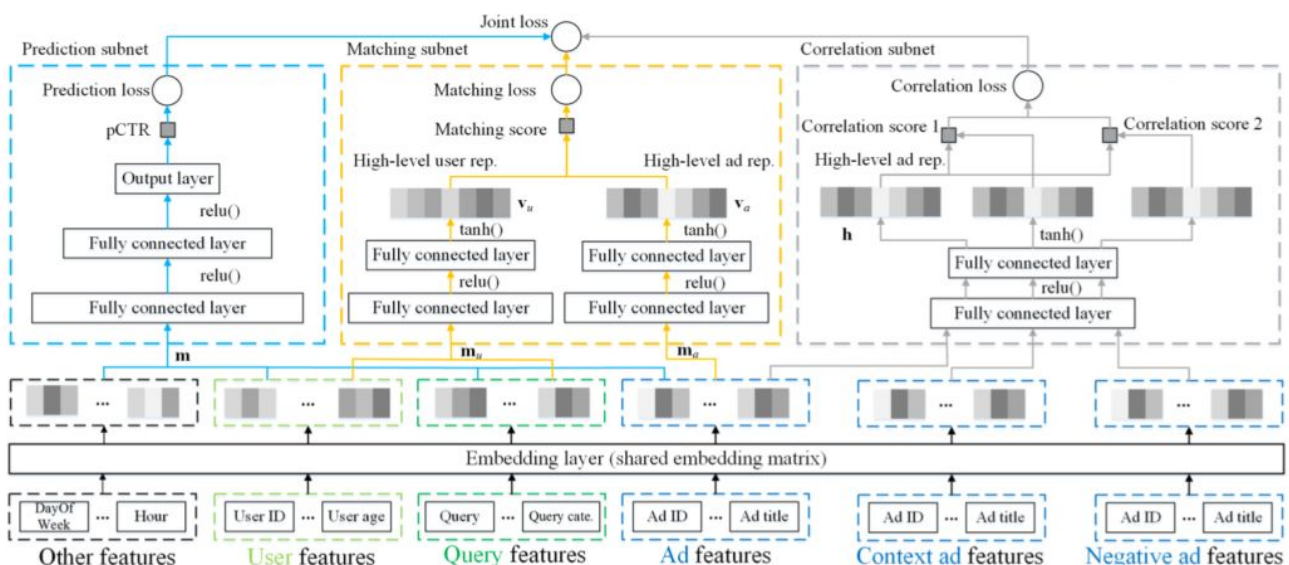 Joint loss
Prediction subnet
Matching subnet
Correlation subnet
Prediction loss
Matching loss
Correlation loss
pCTR
Matching score
Correlation score 1
Correlation score 2
High-level user rep.
High-level ad rep.
High-level ad rep.
Output layer
v_u
v_a
relu()
tanh()
tanh()
h
tanh()
Fully connected layer
Fully connected layer
Fully connected layer
Fully connected layer
relu()
relu()
relu()
relu()
Fully connected layer
Fully connected layer
Fully connected layer
Fully connected layer
m
m_u
m_a
...
...
...
...
...
...
Embedding layer (shared embedding matrix)
DayOf
Week
...
Hour
User ID
...
User age
Query
...
Query cate.
Ad ID
...
Ad title
Ad ID
...
Ad title
Ad ID
...
Ad title
Other features
User features
Query features
Ad features
Context ad features
Negative ad features